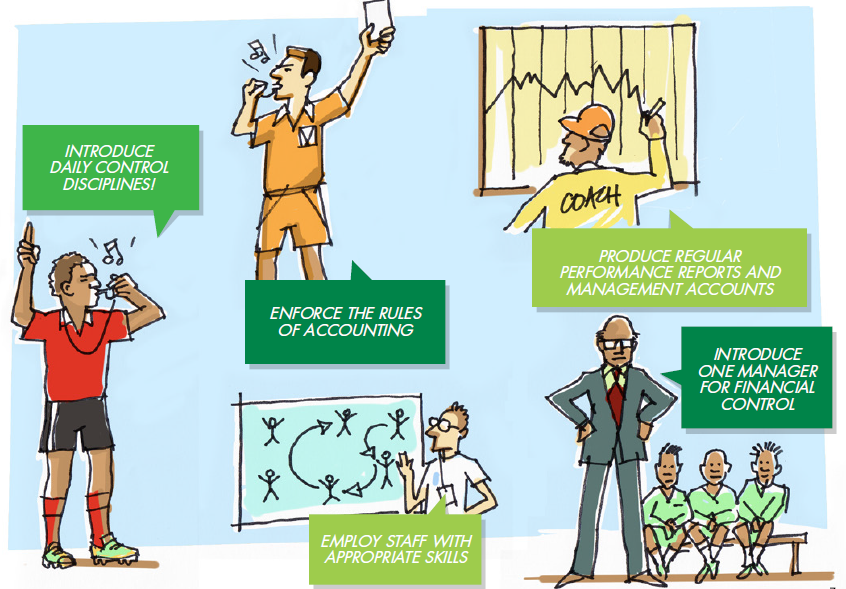 INTRODUCE
DAILY CONTROL
DISCIPLINES!
ENFORCE THE RULES
OF ACCOUNTING
COACH
PRODUCE REGULAR
PERFORMANCE REPORTS AND
MANAGEMENT ACCOUNTS
INTRODUCE
ONE MANAGER
FOR FINANCIAL
CONTROL
EMPLOY STAFF WITH
APPROPRIATE SKILLS